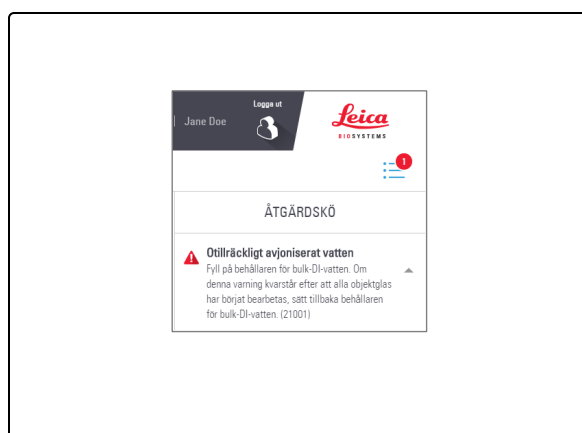 Logga ut
| Jane Doe
Leica
BIOSYSTEMS
1
ÅTGÄRDSKÖ
Otillräckligt avjoniserat vatten
Fyll på behållaren för bulk-DI-vatten. Om
denna varning kvarstår efter att alla objektglas
har börjat bearbetas, sätt tillbaka behållaren
för bulk-DI-vatten. (21001)